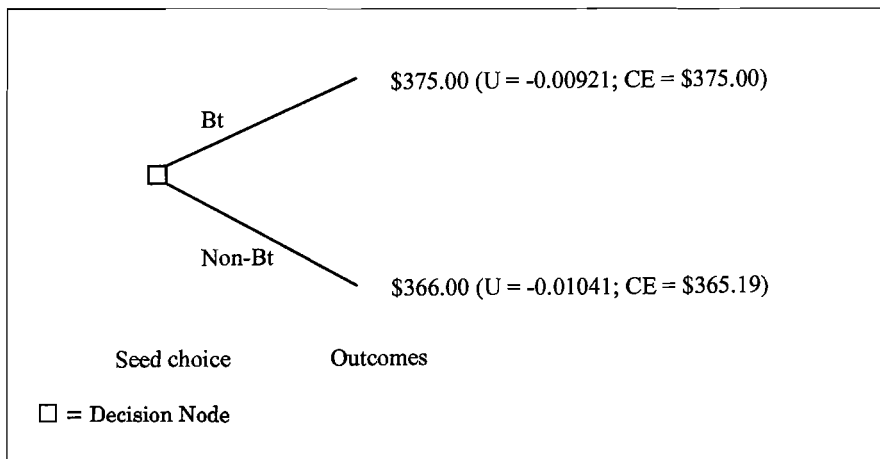 $375.00 (U = -0.00921; CE = $375.00)
Bt
Non-Bt
$366.00 (U = -0.01041; CE = $365.19)
Seed choice Outcomes
= Decision Node